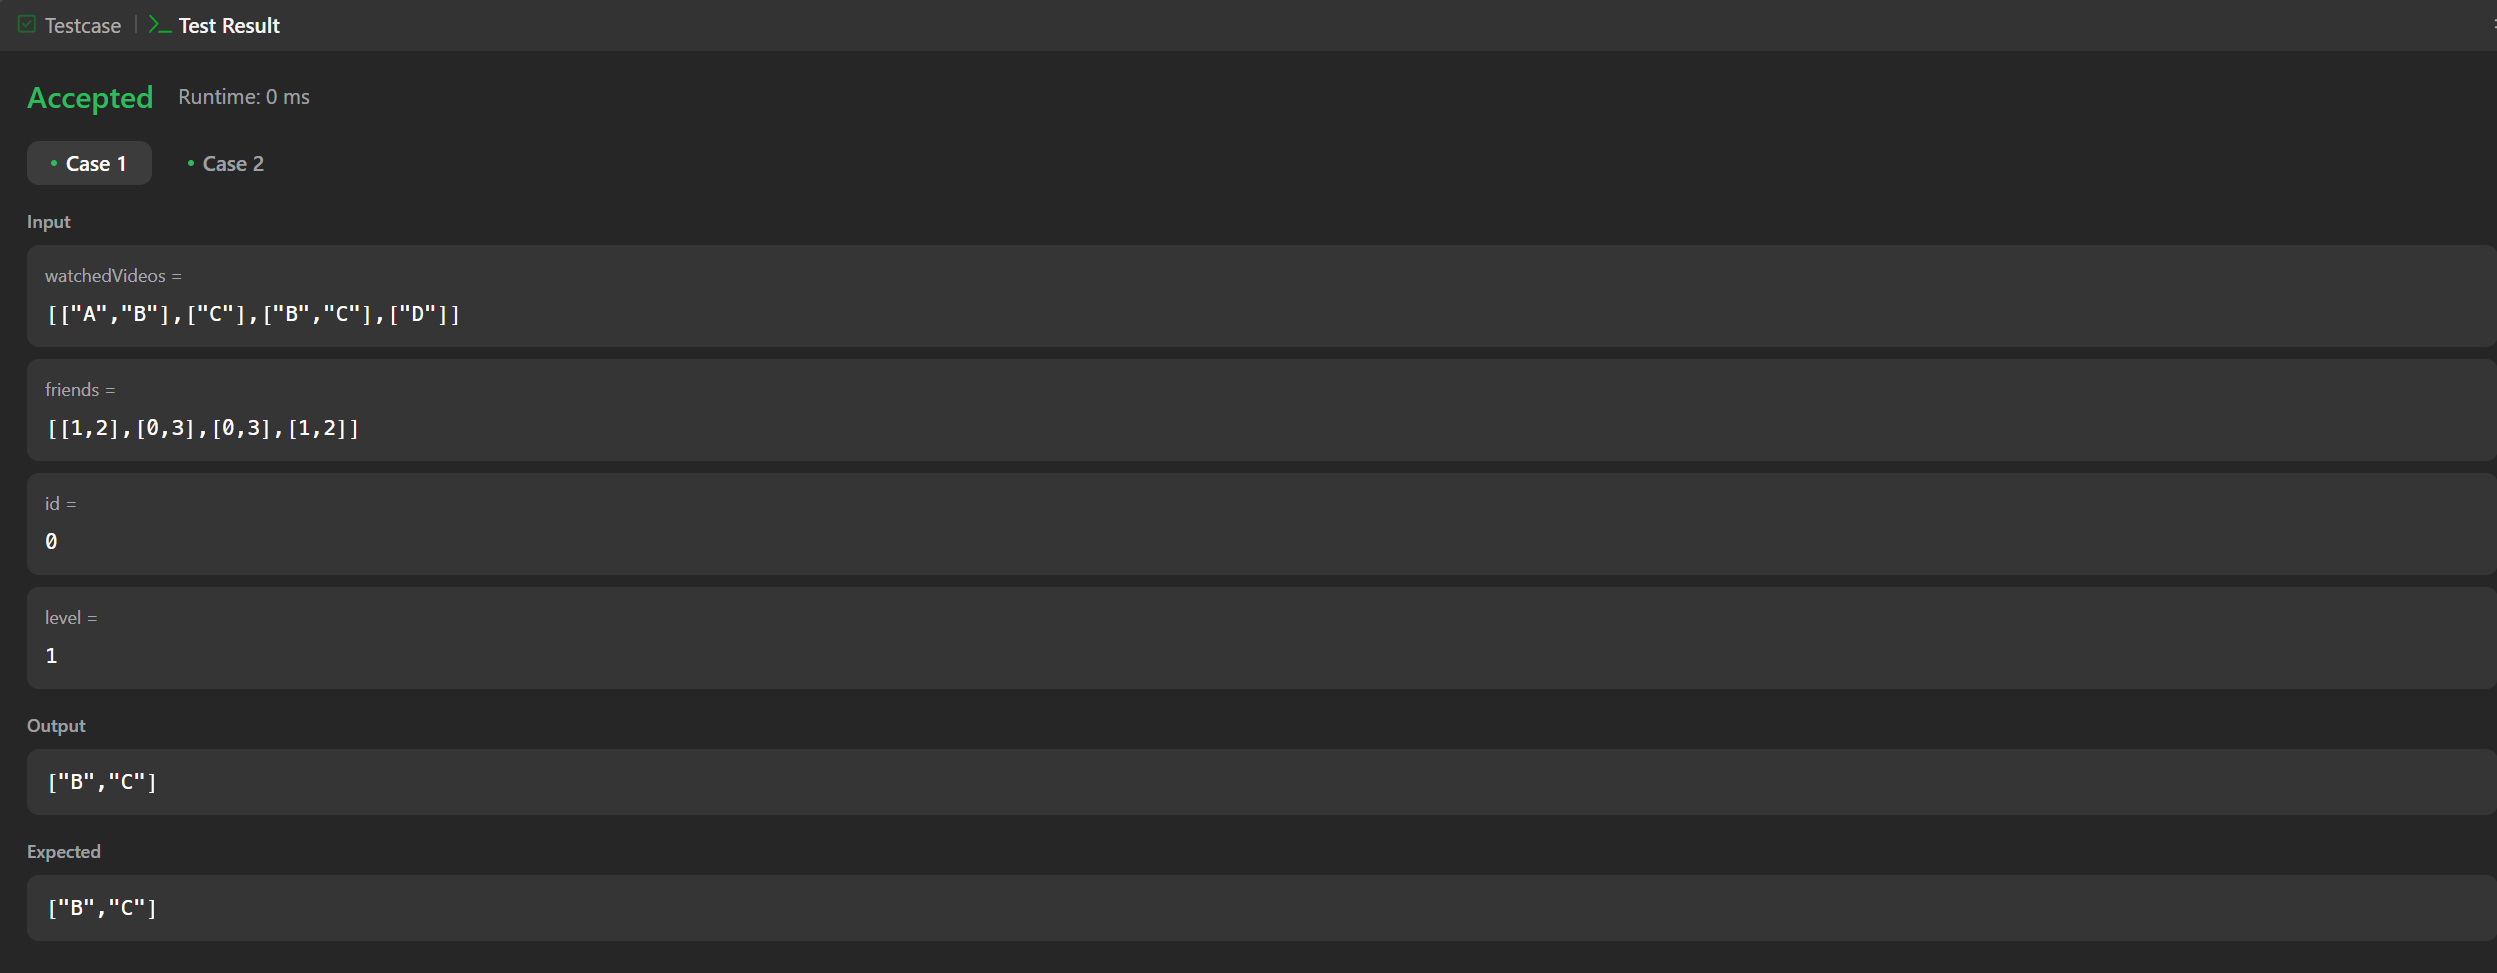 Testcase | >_ Test Result
Accepted Runtime: 0 ms
• Case 1 • Case 2
Input
watchedVideos =
[["A","B"],["C"],["B","C"],["D"]]
friends =
[[1,2],[0,3],[0,3],[1,2]]
id =
0
level =
1
Output
["B","C"]
Expected
["B","C"]